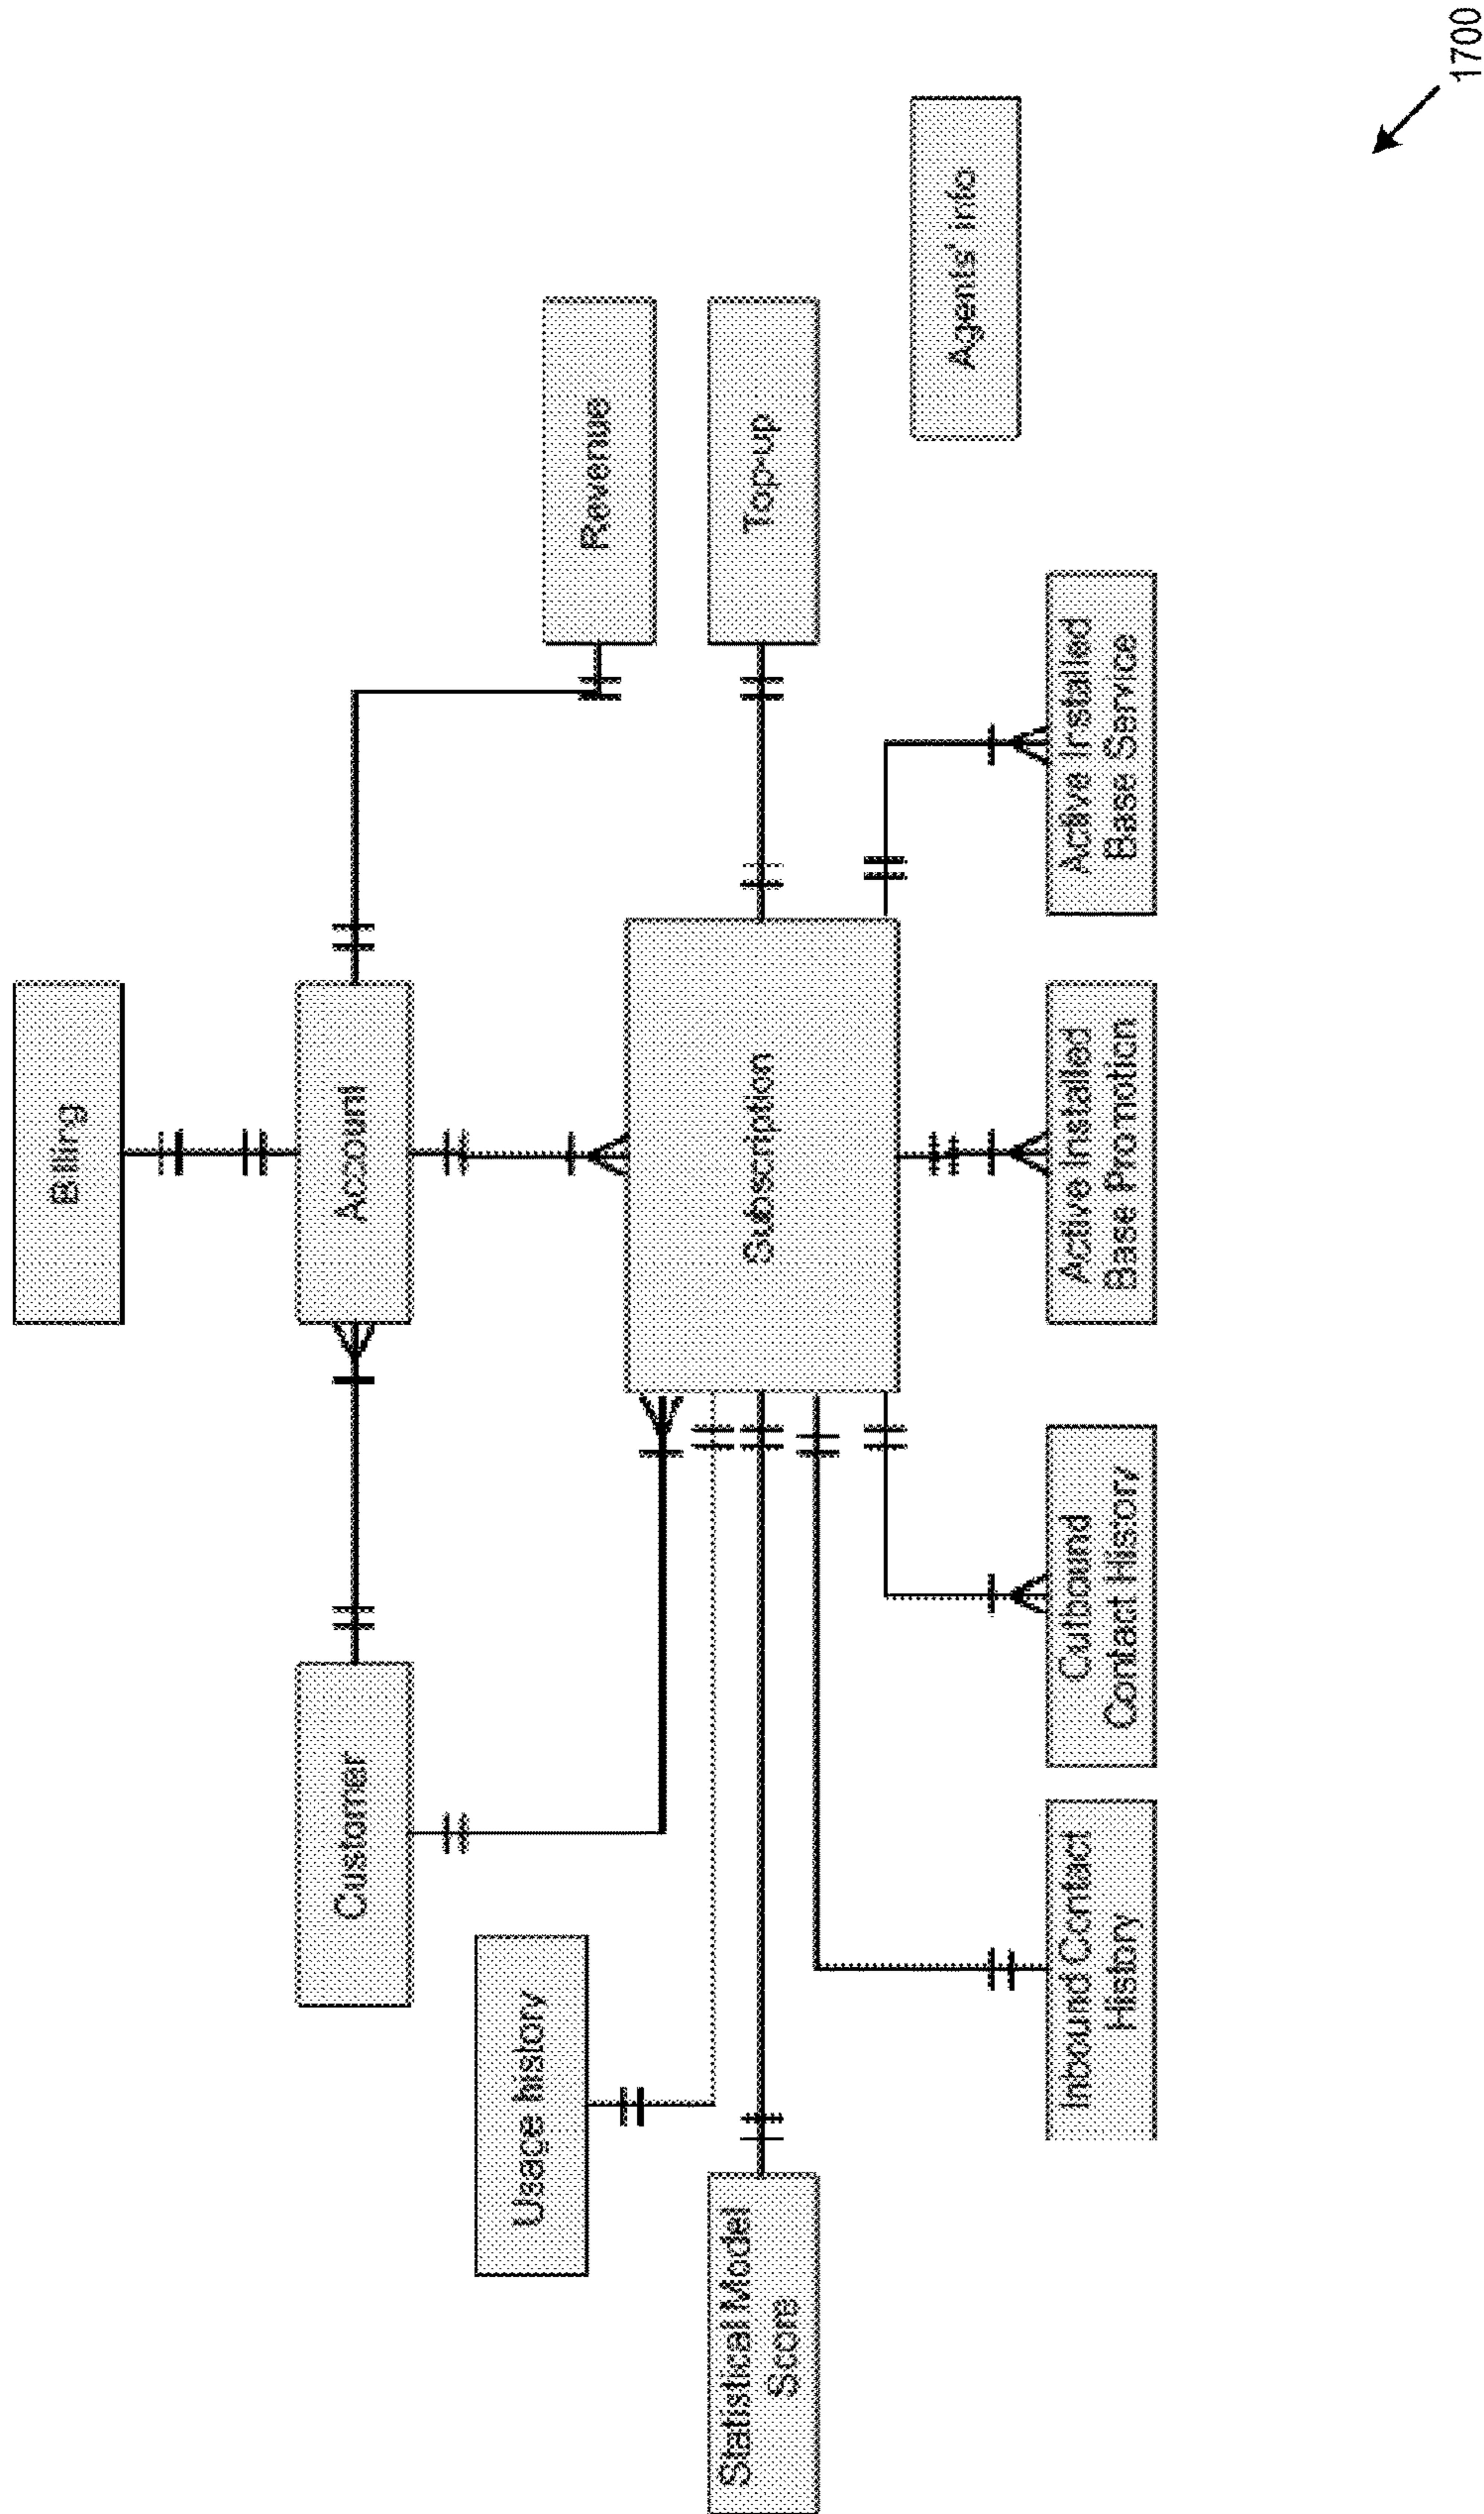 Billing
Customer
Account
Usage history
Revenue
Statistical Model
Score
Subscription
Top-up
Agents' info
Inbound Contact
History
Outbound
Contact History
Active Installed
Base Promotion
Active Installed
Base Service
1700